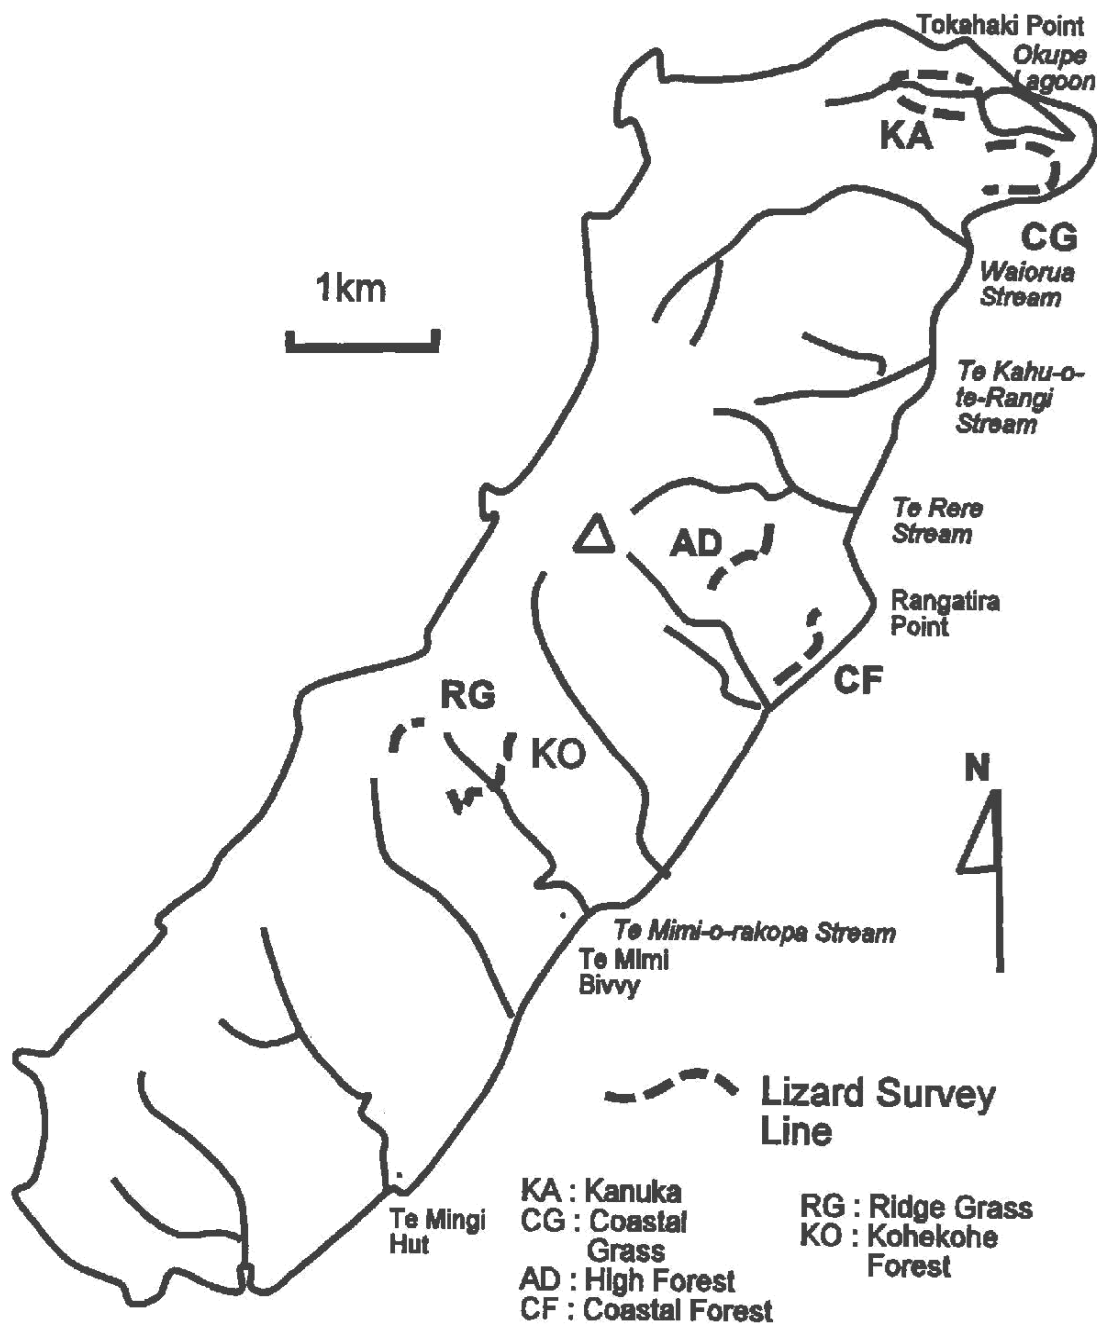 Tokahaki Point
Okupe
Lagoon
KA
CG
Waiorua
Stream
1km
Te Kahu-o-
te-Rangi
Stream
Te Rere
Stream
AD
Rangatira
Point
CF
RG
KO
N
Te Mimi-o-rakopa Stream
Te Mimi
Bivvy
Lizard Survey
Line
Te Mingi
Hut
KA : Kanuka
CG : Coastal
Grass
AD : High Forest
CF : Coastal Forest
RG : Ridge Grass
KO : Kohekohe
Forest